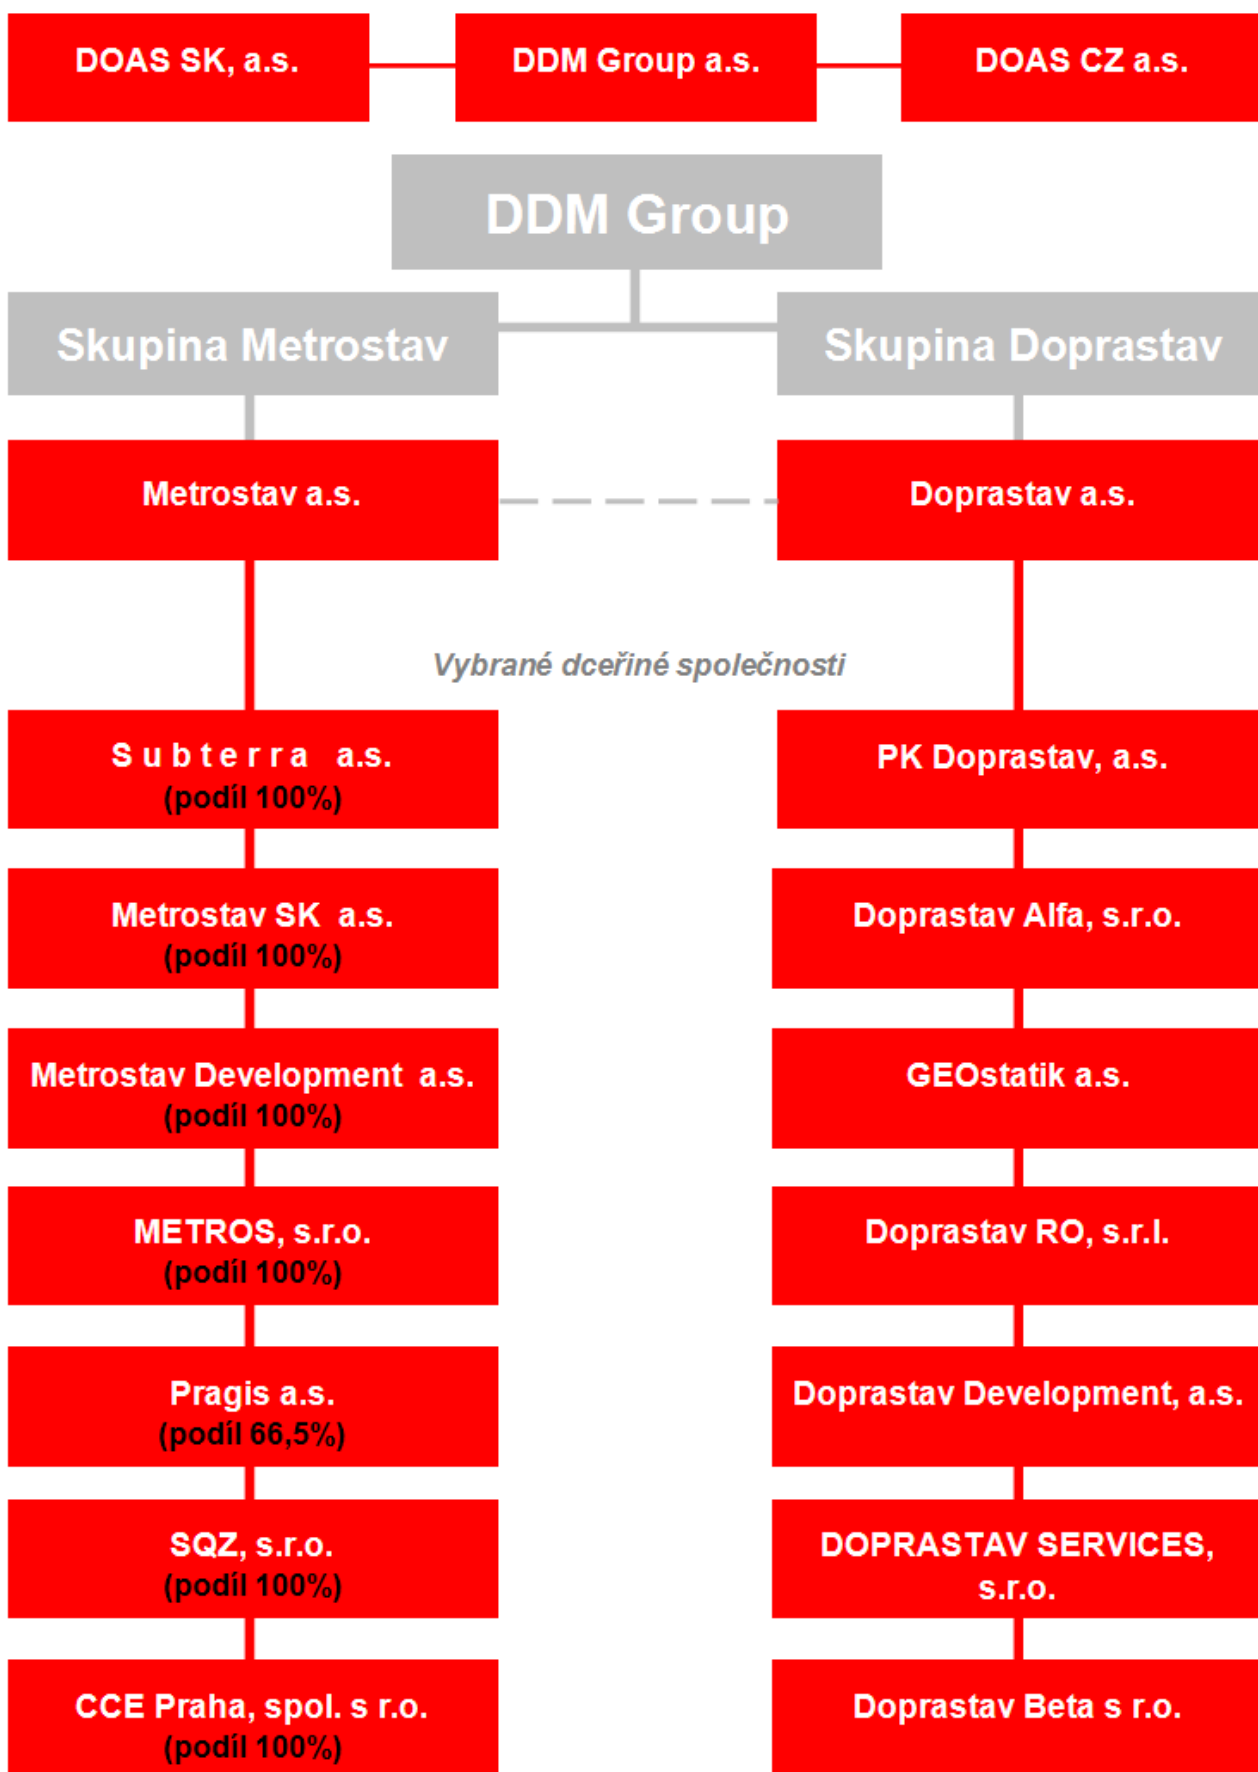 DOAS SK, a.s.
DDM Group a.s.
DOAS CZ a.s.
DDM Group
Skupina Metrostav
Skupina Doprastav
Metrostav a.s.
Doprastav a.s.
Vybrané dceřiné společnosti
S u b t e r r a a.s.
(podíl 100%)
PK Doprastav, a.s.
Metrostav SK a.s.
(podíl 100%)
Doprastav Alfa, s.r.o.
Metrostav Development a.s.
(podíl 100%)
GEOstatik a.s.
METROS, s.r.o.
(podíl 100%)
Doprastav RO, s.r.l.
Pragis a.s.
(podíl 66,5%)
Doprastav Development, a.s.
SQZ, s.r.o.
(podíl 100%)
DOPRASTAV SERVICES,
s.r.o.
CCE Praha, spol. s r.o.
(podíl 100%)
Doprastav Beta s r.o.